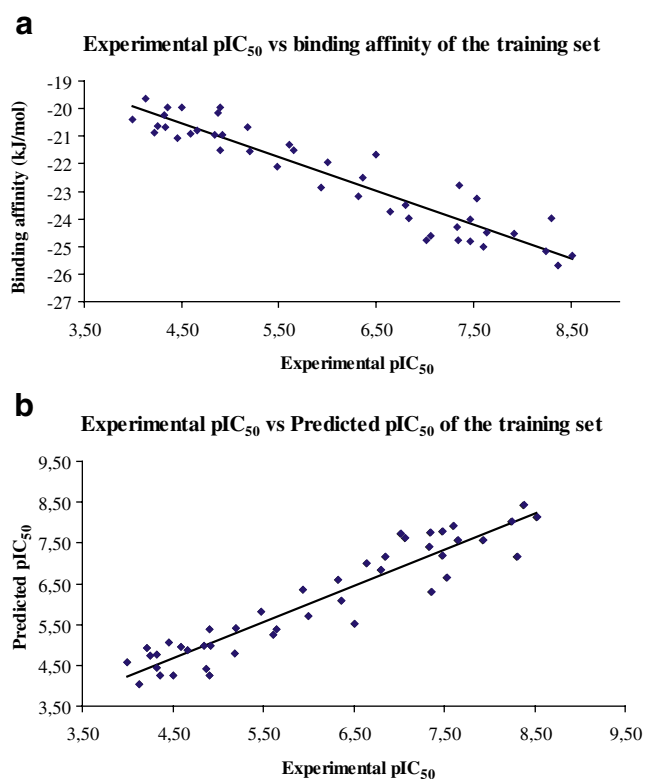 a
Experimental pIC50 vs binding affinity of the training set
Binding affinity (kJ/mol)
-19
-20
-21
-22
-23
-24
-25
-26
-27
3,50 4,50 5,50 6,50 7,50 8,50
Experimental pIC50
b
Experimental pIC50 vs Predicted pIC50 of the training set
Predicted pIC50
9,50
8,50
7,50
6,50
5,50
4,50
3,50
3,50 4,50 5,50 6,50 7,50 8,50 9,50
Experimental pIC50